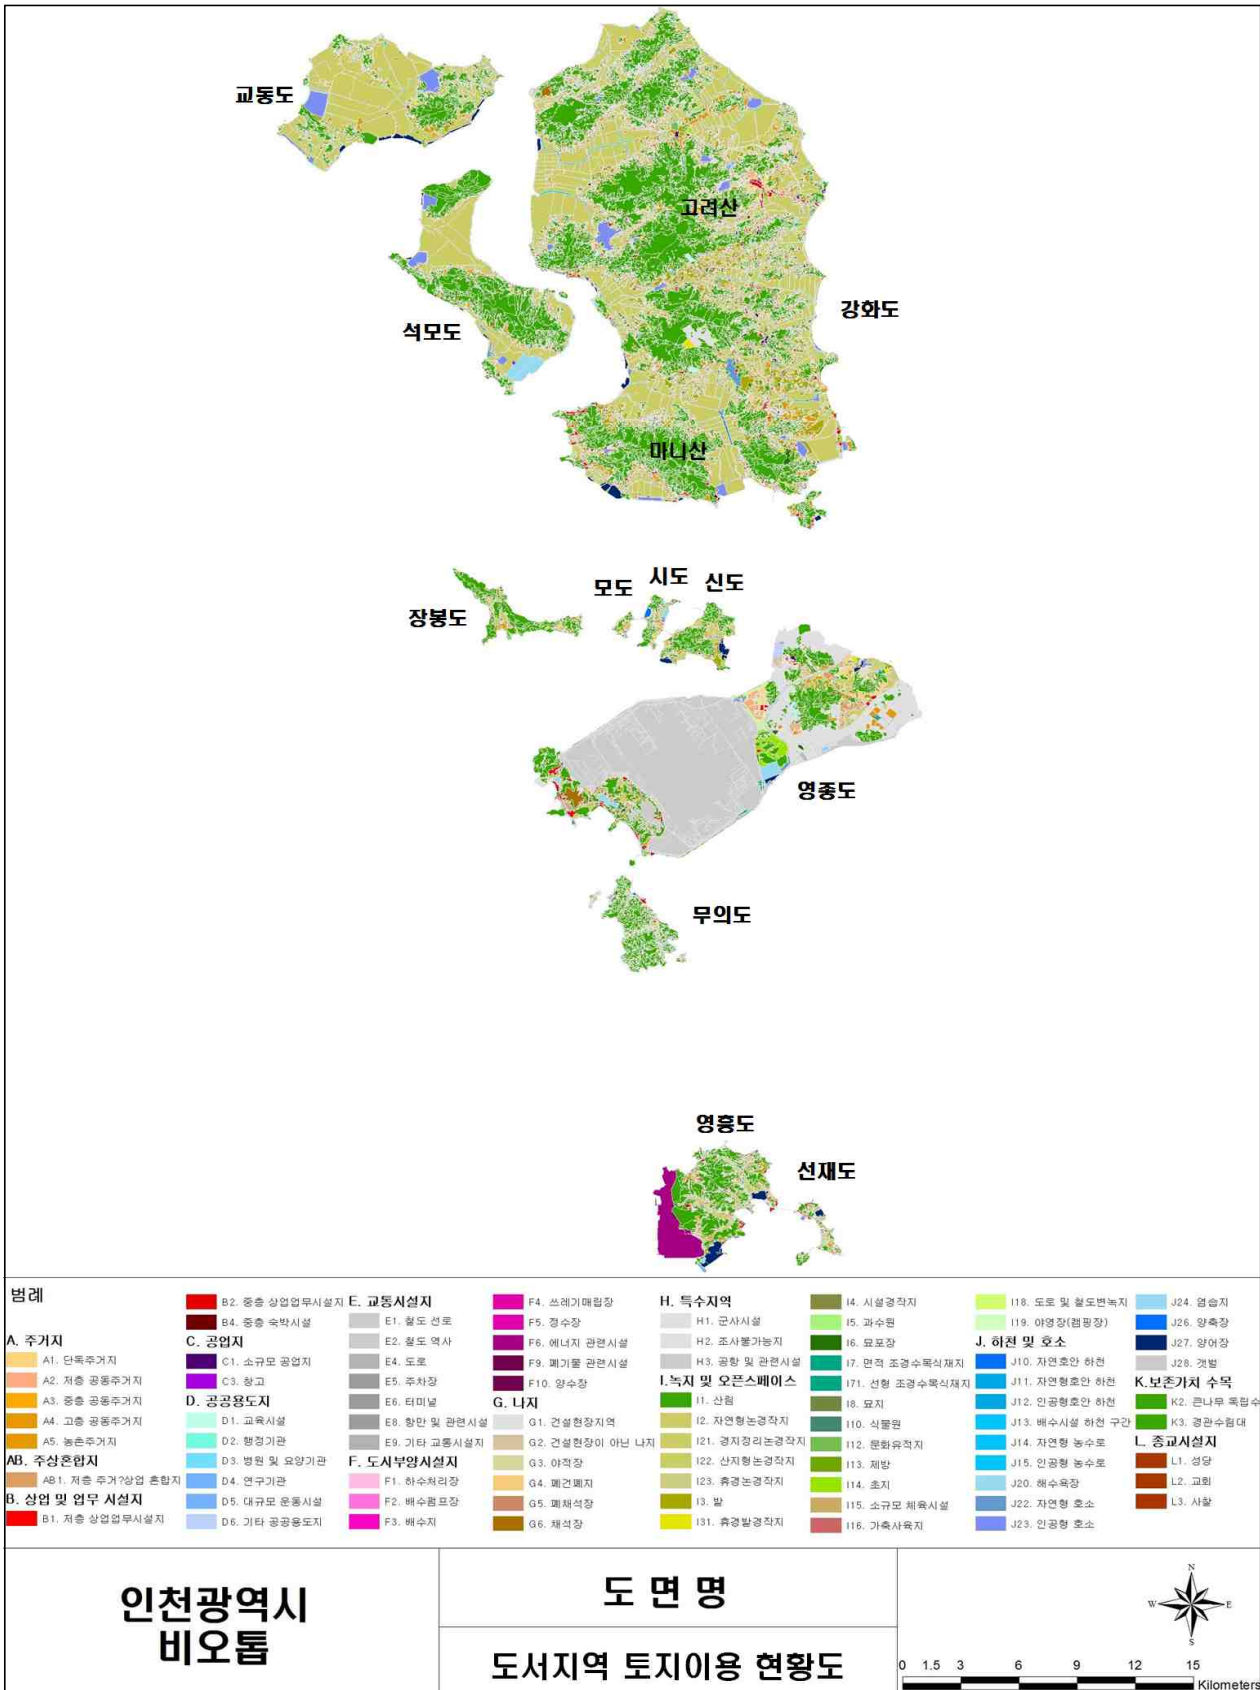 교동도
고려산
강화도
석모도
마니산
모도
시도
신도
장봉도
영종도
무의도
영흥도
선재도
범례
A. 주거지
A1. 단독주거지
A2. 저층 공동주거지
A3. 중층 공동주거지
A4. 고층 공동주거지
A5. 농촌주거지
AB. 주상혼합지
AB1. 저층 주거?상업 혼합지
B. 상업 및 업무 시설지
B1. 저층 상업업무시설지
B2. 중층 상업업무시설지
B4. 중층 숙박시설
C. 공업지
C1. 소규모 공업지
C3. 창고
D. 공공용도지
D1. 교육시설
D2. 행정기관
D3. 병원 및 요양기관
D4. 연구기관
D5. 대규모 운동시설
D6. 기타 공공용도지
E. 교통시설지
E1. 철도 선로
E2. 철도 역사
E4. 도로
E5. 주차장
E6. 터미널
E8. 항만 및 관련시설
E9. 기타 교통시설지
F. 도시부양시설지
F1. 하수처리장
F2. 배수펌프장
F3. 배수지
F4. 쓰레기매립장
F5. 정수장
F6. 에너지 관련시설
F9. 폐기물 관련시설
F10. 양수장
G. 나지
G1. 건설현장지역
G2. 건설현장이 아닌 나지
G3. 야적장
G4. 폐건폐지
G5. 폐채석장
G6. 채석장
H. 특수지역
H1. 군사시설
H2. 조사불가능지
H3. 공항 및 관련시설
I.녹지 및 오픈스페이스
I1. 산림
I2. 자연형논경작지
I21. 경지정리논경작지
I22. 산지형논경작지
I23. 휴경논경작지
I3. 밭
I31. 휴경밭경작지
I4. 시설경작지
I5. 과수원
I6. 묘포장
I7. 면적 조경수목식재지
I71. 선형 조경수목식재지
I8. 묘지
I10. 식물원
I12. 문화유적지
I13. 제방
I14. 초지
I15. 소규모 체육시설
I16. 가축사육지
I18. 도로 및 철도변녹지
I19. 야영장(캠핑장)
J. 하천 및 호소
J10. 자연호안 하천
J11. 자연형호안 하천
J12. 인공형호안 하천
J13. 배수시설 하천 구간
J14. 자연형 농수로
J15. 인공형 농수로
J20. 해수욕장
J22. 자연형 호소
J23. 인공형 호소
J24. 염습지
J26. 양축장
J27. 양어장
J28. 갯벌
K.보존가치 수목
K2. 큰나무 독립수
K3. 경관수림대
L. 종교시설지
L1. 성당
L2. 교회
L3. 사찰
인천광역시
비오톱
도 면 명
도서지역 토지이용 현황도
N
W E
S
0 1.5 3 6 9 12 15
Kilometers